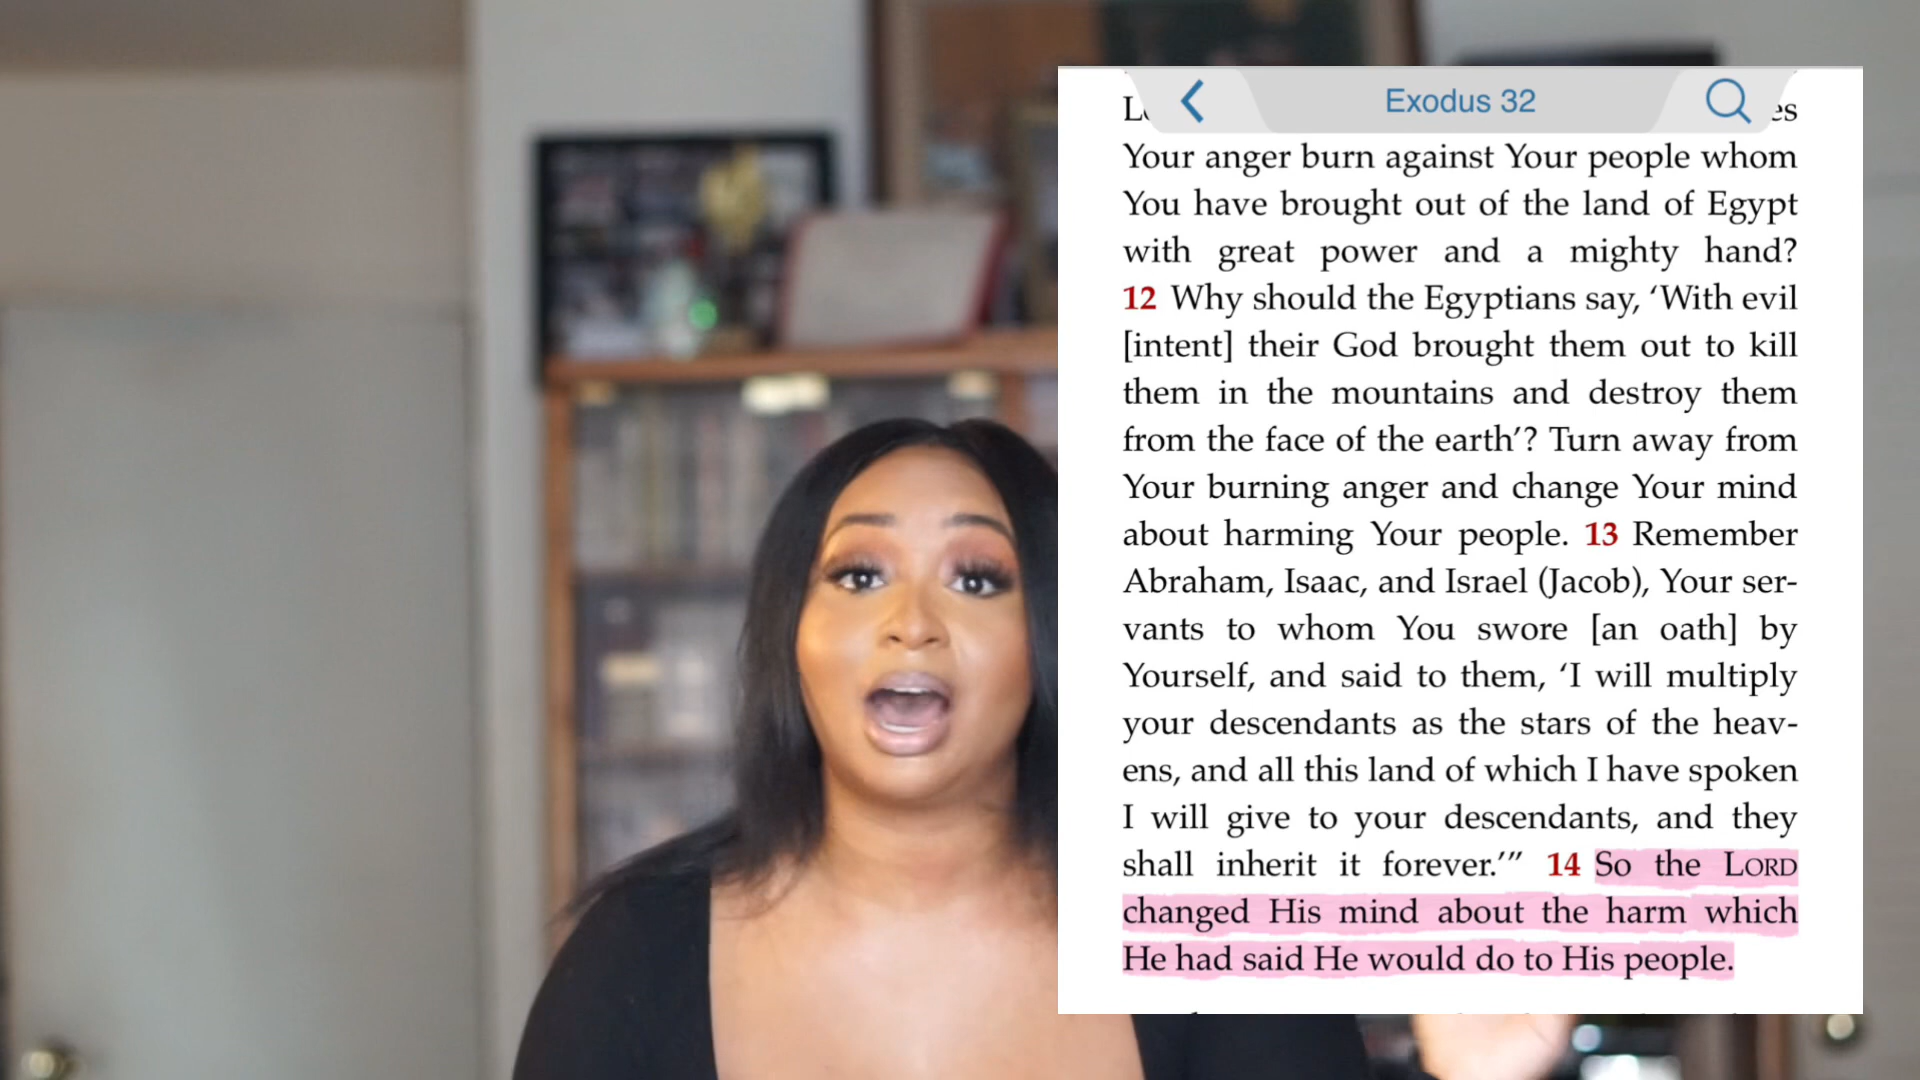 Exodus 32
es
Your anger burn against Your people whom
You have brought out of the land of Egypt
with great power and a mighty hand?
12 Why should the Egyptians say, ‘With evil
[intent] their God brought them out to kill
them in the mountains and destroy them
from the face of the earth’? Turn away from
Your burning anger and change Your mind
about harming Your people. 13 Remember
Abraham, Isaac, and Israel (Jacob), Your ser-
vants to whom You swore [an oath] by
Yourself, and said to them, ‘I will multiply
your descendants as the stars of the heav-
ens, and all this land of which I have spoken
I will give to your descendants, and they
shall inherit it forever.’” 14 So the LORD
changed His mind about the harm which
He had said He would do to His people.